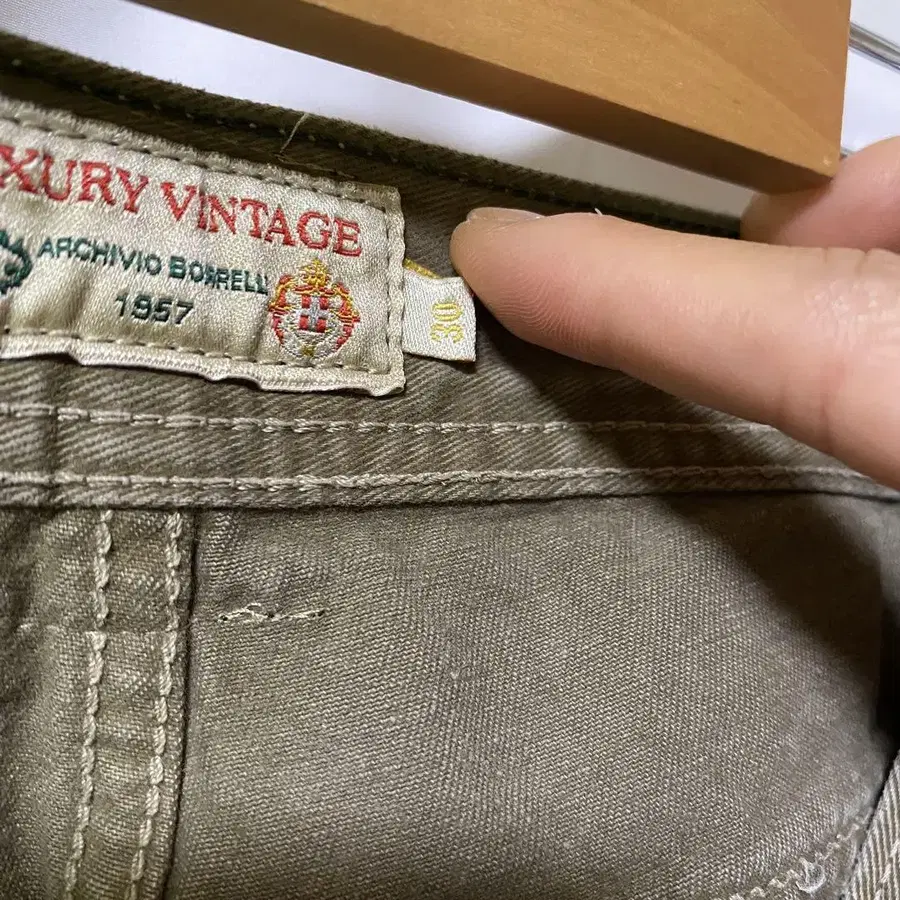 XURY VINTAGE
ARCHIVIO BORRELLI
1957
30